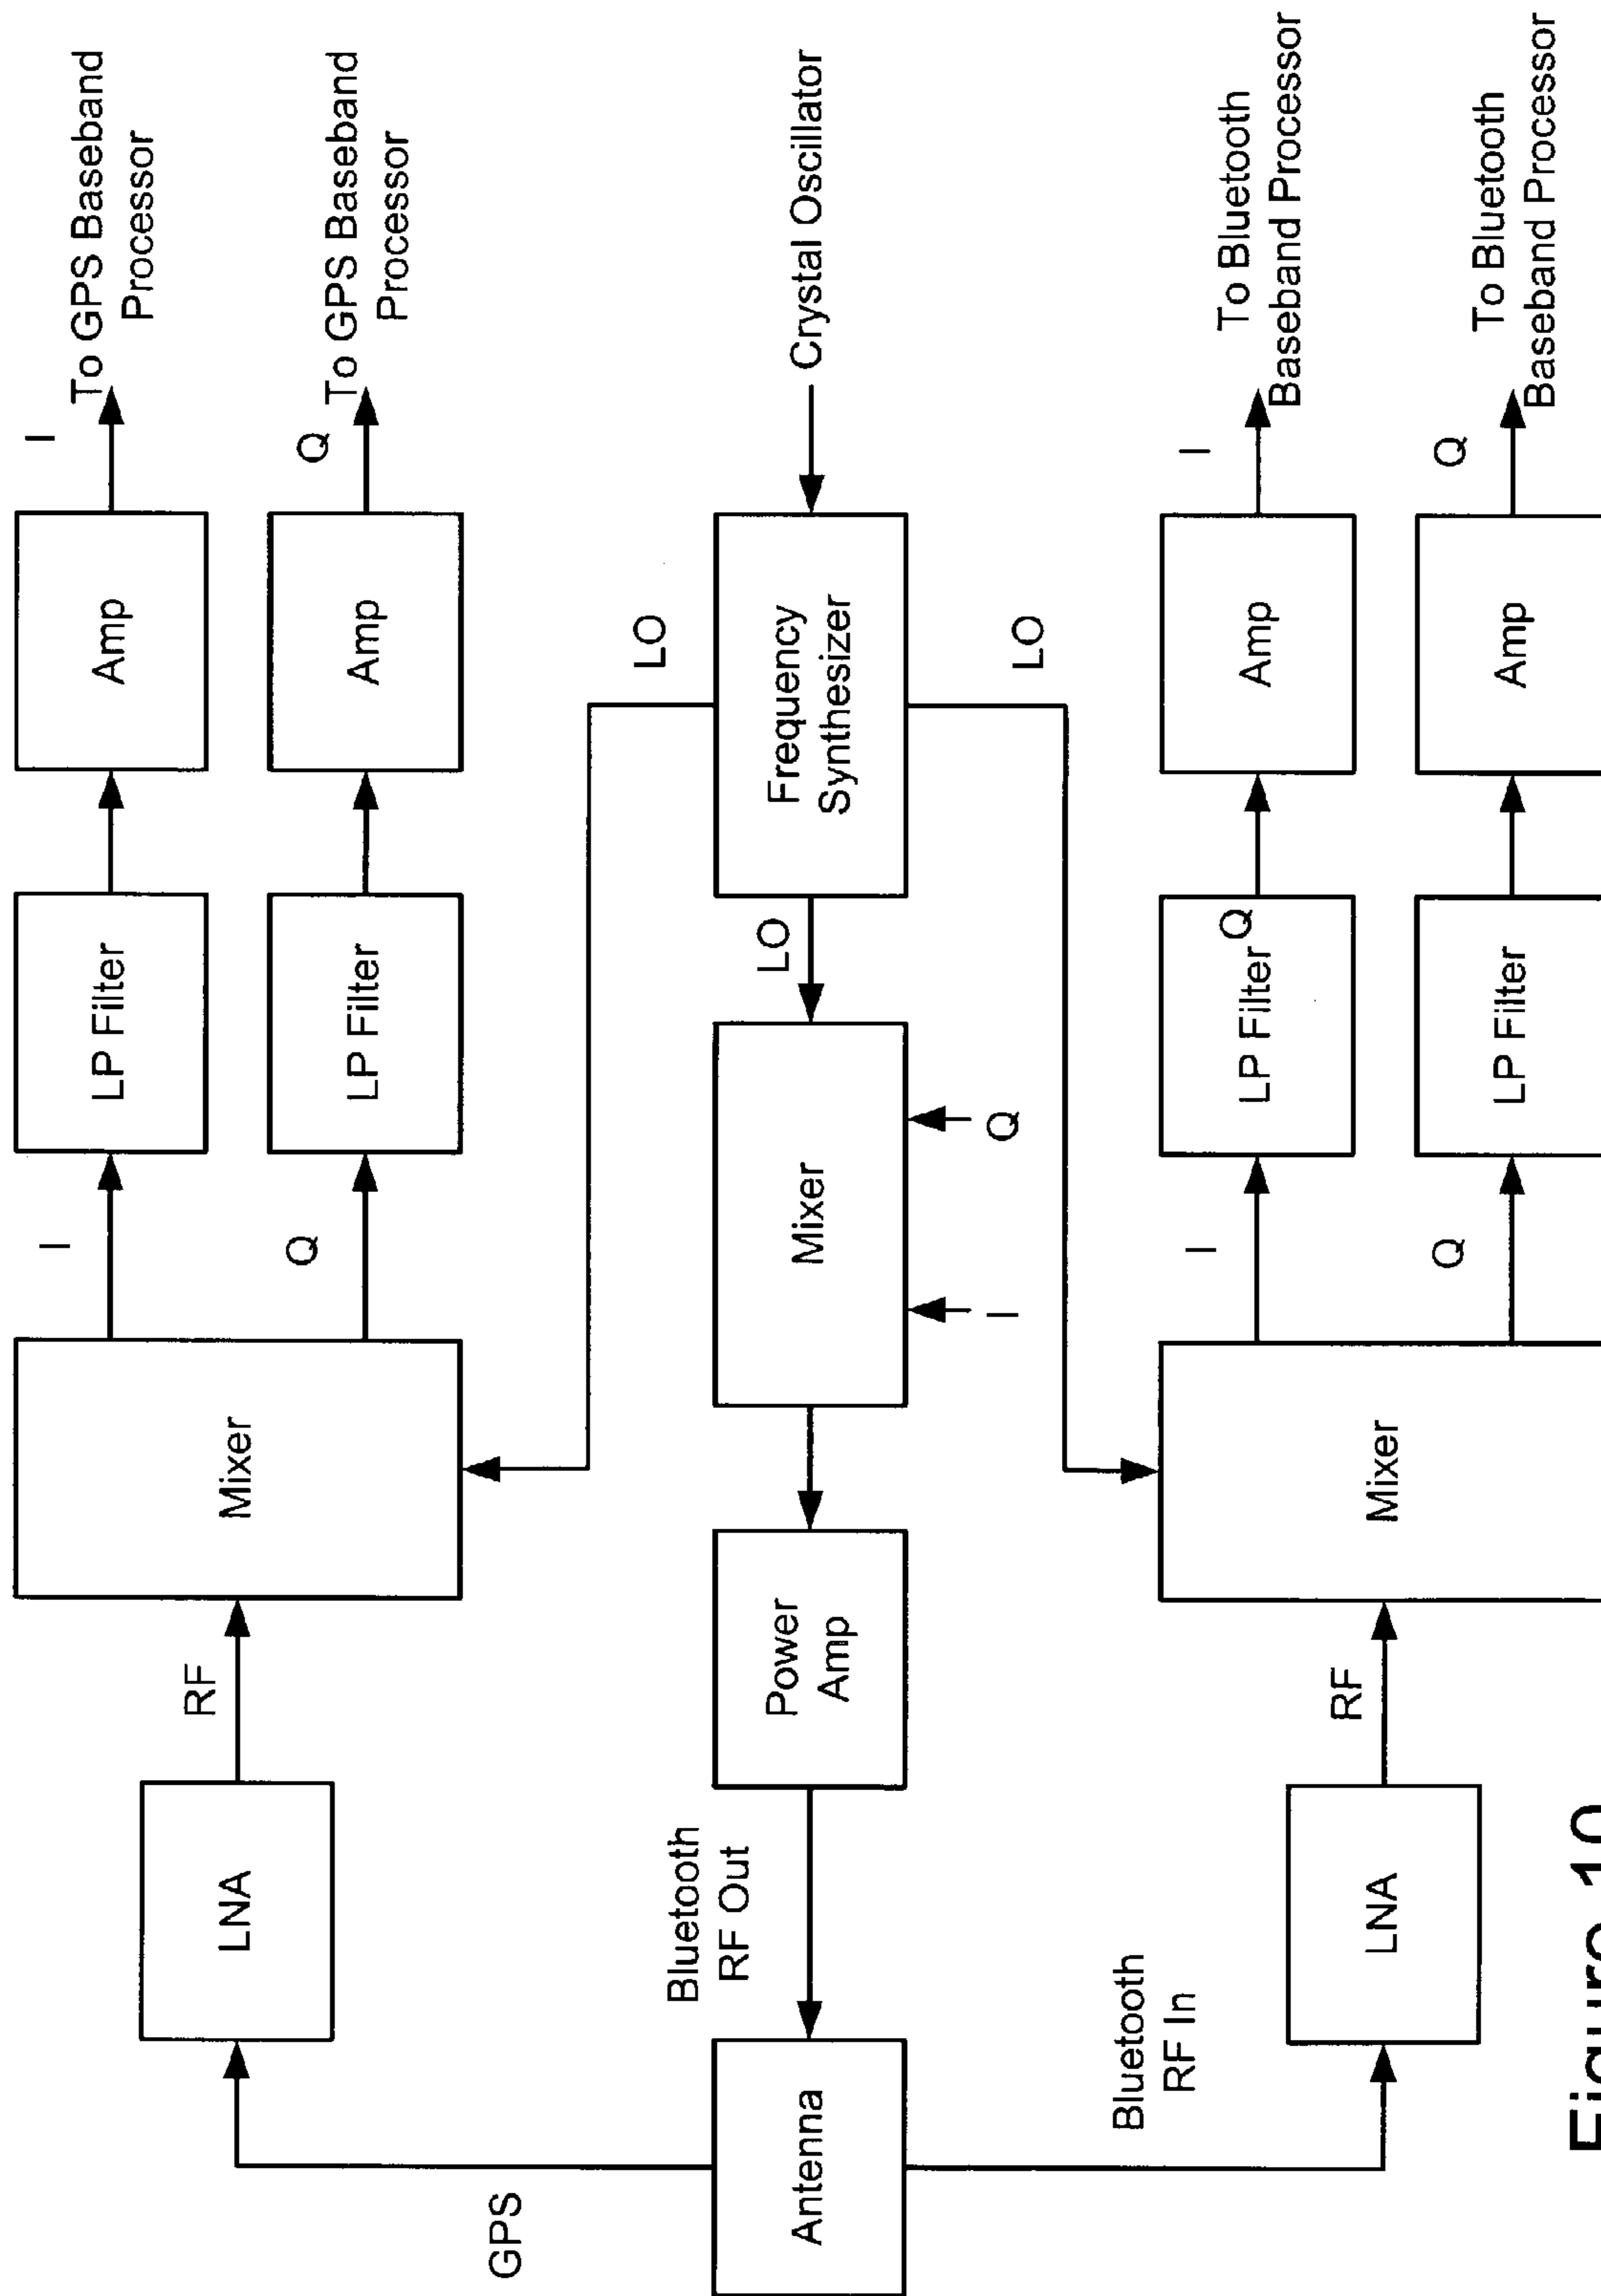 GPS
LNA
RF
Mixer
I
LP Filter
Amp
I
To GPS Baseband
Processor
Q
LP Filter
Amp
Q
To GPS Baseband
Processor
LO
Antenna
Bluetooth
RF Out
Power
Amp
Mixer
I
Q
LO
Frequency
Synthesizer
Crystal Oscillator
LO
Bluetooth
RF In
LNA
RF
Mixer
I
LP Filter
Q
Amp
I
To Bluetooth
Baseband Processor
Q
LP Filter
Amp
Q
To Bluetooth
Baseband Processor
Figure 10